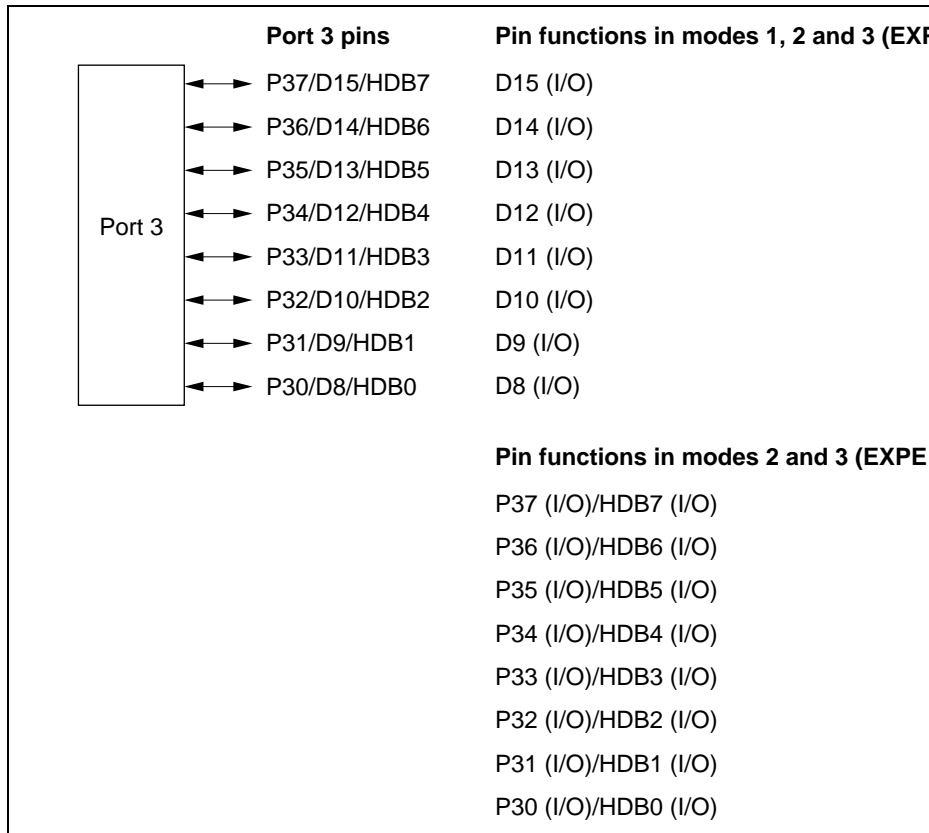 Port 3 pins Pin functions in modes 1, 2 and 3 (EXP
P37/D15/HDB7 D15 (I/O)
P36/D14/HDB6 D14 (I/O)
P35/D13/HDB5 D13 (I/O)
P34/D12/HDB4 D12 (I/O)
Port 3
P33/D11/HDB3 D11 (I/O)
P32/D10/HDB2 D10 (I/O)
P31/D9/HDB1 D9 (I/O)
P30/D8/HDB0 D8 (I/O)
Pin functions in modes 2 and 3 (EXPE
P37 (I/O)/HDB7 (I/O)
P36 (I/O)/HDB6 (I/O)
P35 (I/O)/HDB5 (I/O)
P34 (I/O)/HDB4 (I/O)
P33 (I/O)/HDB3 (I/O)
P32 (I/O)/HDB2 (I/O)
P31 (I/O)/HDB1 (I/O)
P30 (I/O)/HDB0 (I/O)